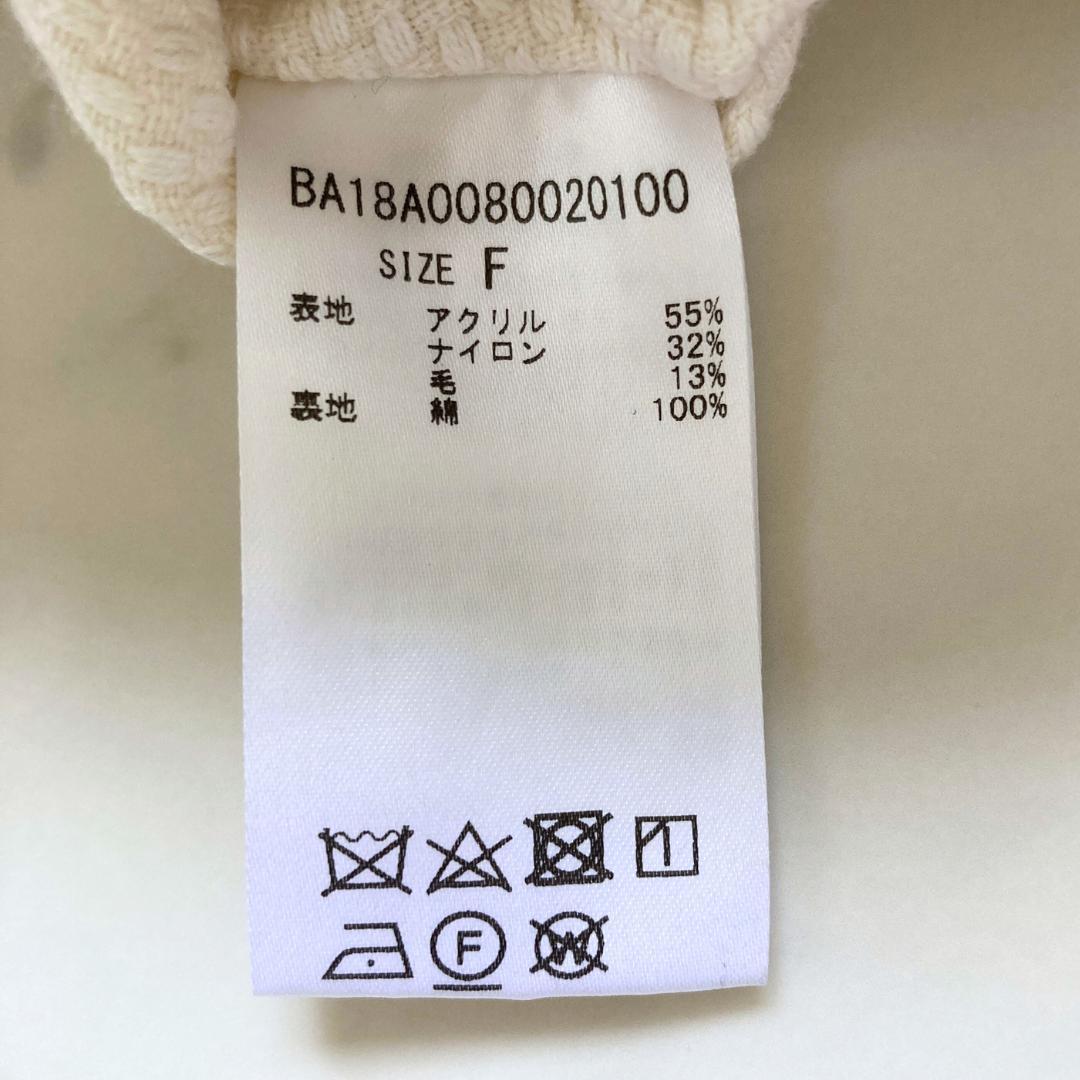 BA18A0080020100
SIZE F
表地 アクリル 55%
ナイロン 32%
毛 13%
裏地 綿 100%
F W